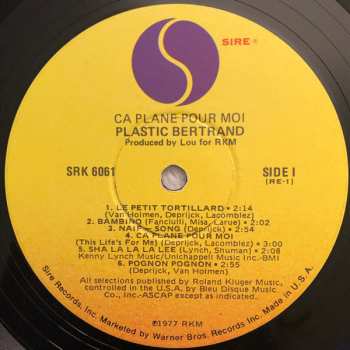 SIRE®
CA PLANE POUR MOI
PLASTIC BERTRAND
Produced by Lou for RKM
SRK 6061
SIDE I
(RE-1)
1. LE PETIT TORTILLARD • 2:14
(Van Holmen, Deprijck, Lacomblez)
2. BAMBINO (Fanciulli, Misa, Larue) • 2:21
3. NAIF – SONG (Deprijck) • 2:54
4. CA PLANE POUR MOI
(This Life's For Me) (Deprijck, Lacomblez) • 3:00
5. SHA LA LA LA LEE (Lynch, Shuman) • 2:08
Kenny Lynch Music/Unichappell Music Inc.-BMI
6. POGNON POGNON • 2:55
(Deprijck, Van Holmen)
All selections published by Roland Kluger Music,
controlled in the U.S.A. by Bleu Disque Music
Co., Inc.-ASCAP except as indicated.
℗1977 RKM
Sire Records, Inc. Marketed by Warner Bros. Records Inc. Made in U.S.A.